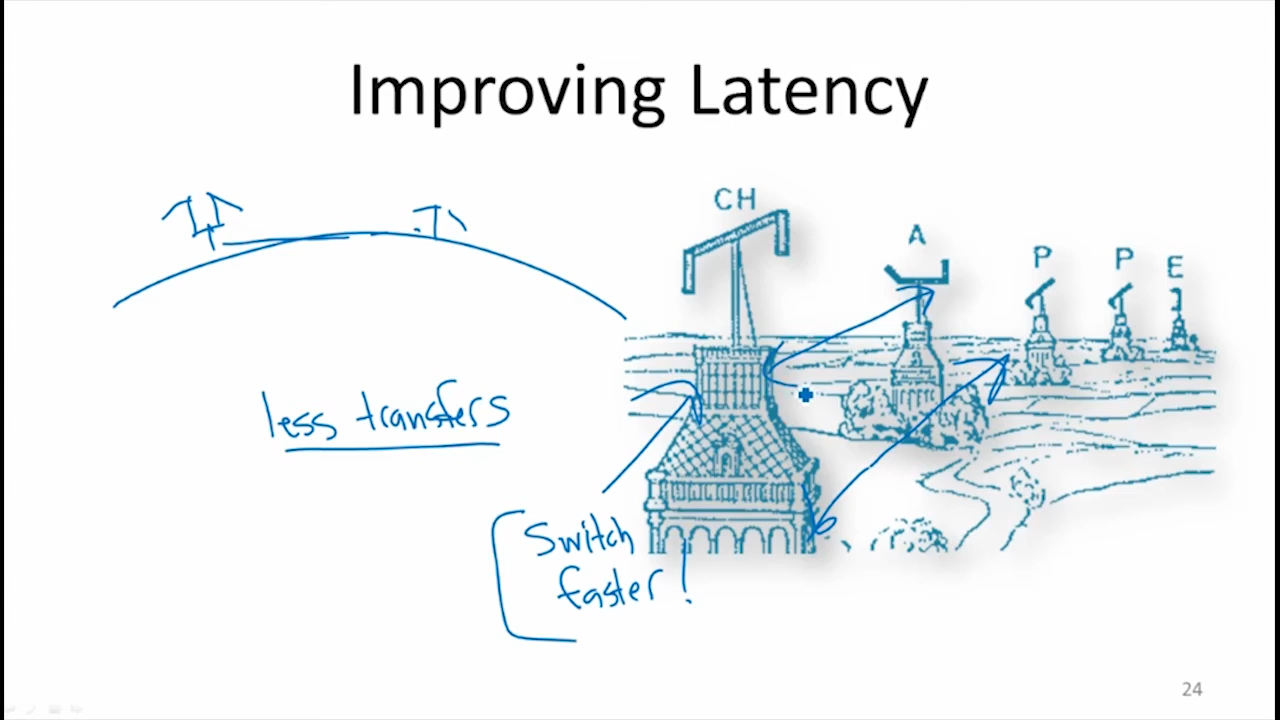 Improving Latency
CH
A
P
P
E
less transfers
Switch
faster!
24